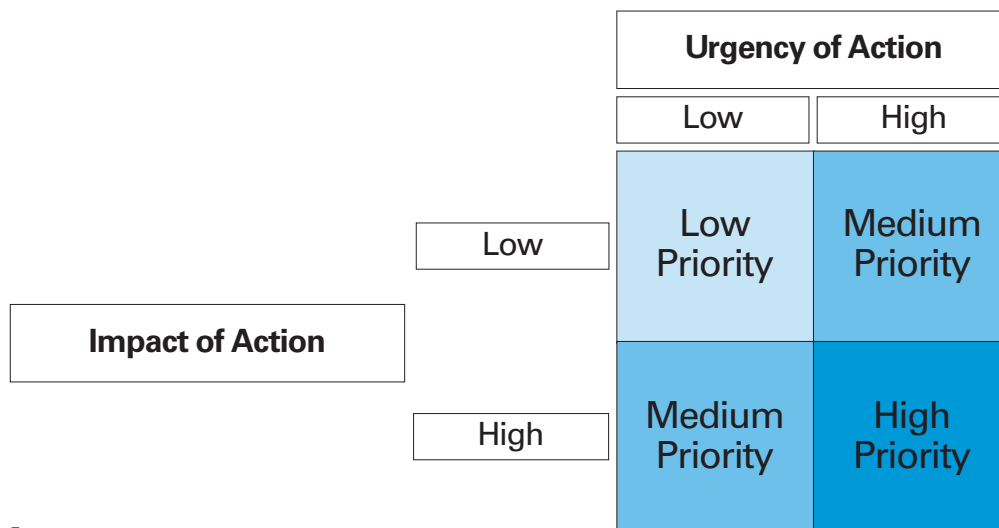 Urgency of Action
Low
High
Low
Low
Priority
Medium
Priority
Impact of Action
High
Medium
Priority
High
Priority